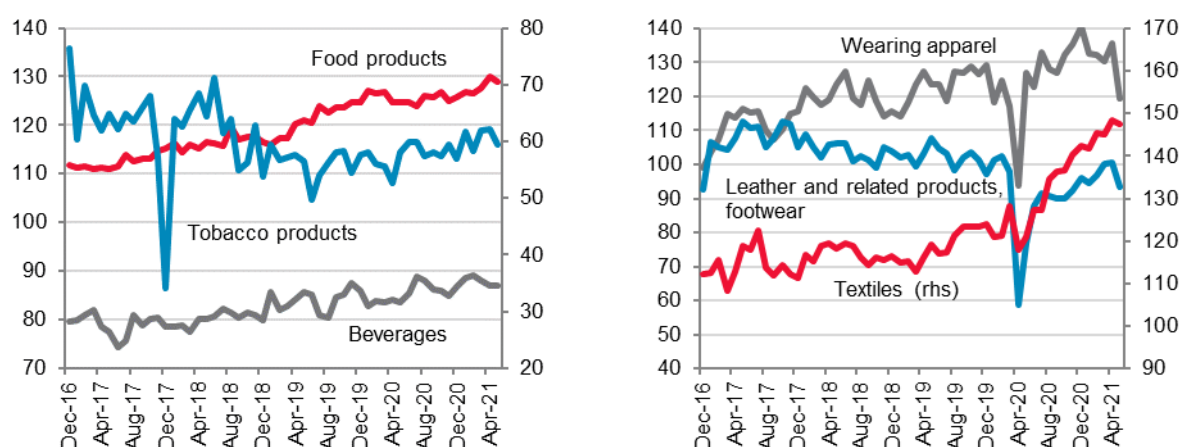 140
130
120
110
100
90
80
70
80
70
60
50
40
30
20
Food products
Tobacco products
Beverages
Dec-16
Apr-17
Aug-17
Dec-17
Apr-18
Aug-18
Dec-18
Apr-19
Aug-19
Dec-19
Apr-20
Aug-20
Dec-20
Apr-21
140
130
120
110
100
90
80
70
60
50
40
170
160
150
140
130
120
110
100
90
Wearing apparel
Leather and related products,
footwear
Textiles (rhs)
Dec-16
Apr-17
Aug-17
Dec-17
Apr-18
Aug-18
Dec-18
Apr-19
Aug-19
Dec-19
Apr-20
Aug-20
Dec-20
Apr-21